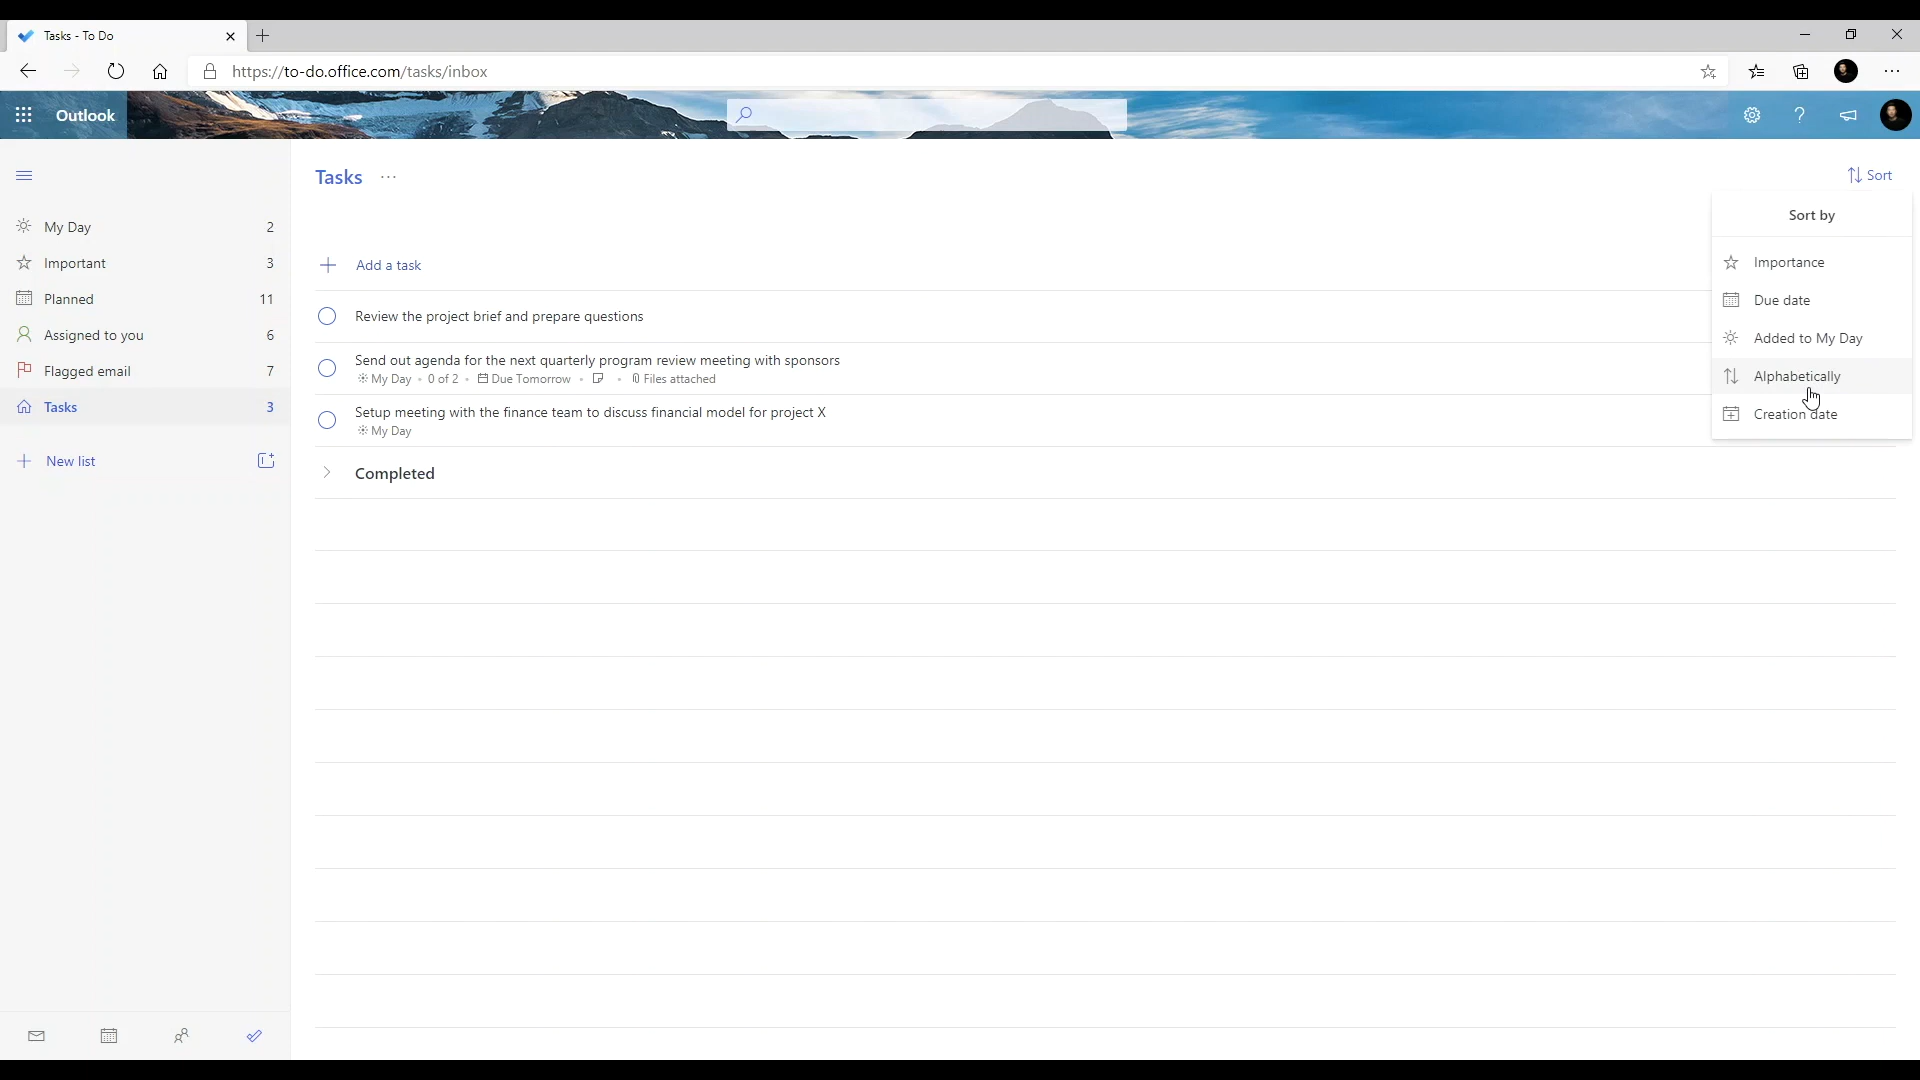 Tasks - To Do
https://to-do.office.com/tasks/inbox
Outlook
Tasks
Sort
Sort by
Importance
Due date
Added to My Day
Alphabetically
Creation date
My Day 2
Important 3
Planned 11
Assigned to you 6
Flagged email 7
Tasks 3
New list
Add a task
Review the project brief and prepare questions
Send out agenda for the next quarterly program review meeting with sponsors
My Day • 0 of 2 • Due Tomorrow • • Files attached
Setup meeting with the finance team to discuss financial model for project X
My Day
Completed